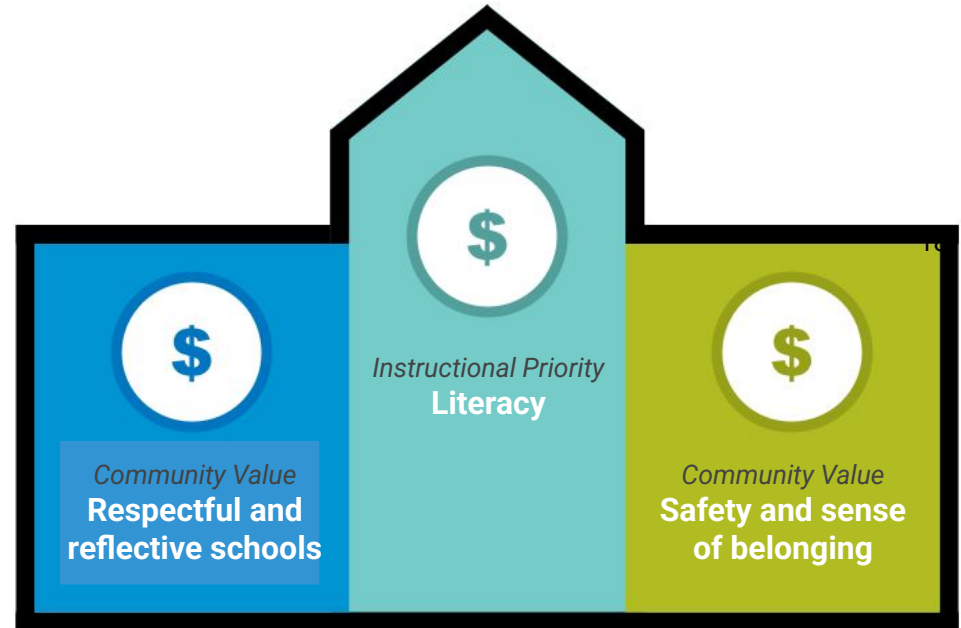 $
Instructional Priority
Literacy
$
Community Value
Respectful and
reflective schools
$
Community Value
Safety and sense
of belonging